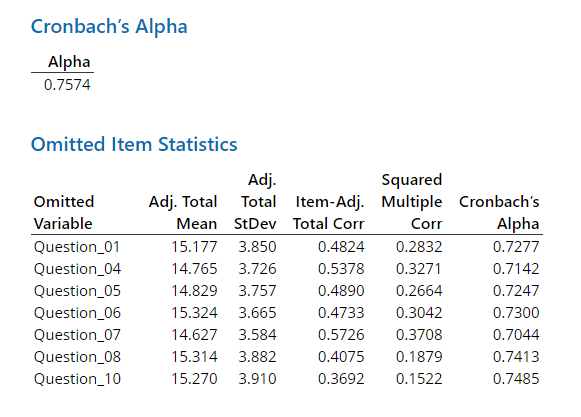 Cronbach's Alpha
Alpha
0.7574
Omitted Item Statistics
Omitted Variable Adj. Total Mean Adj. Total StDev Item-Adj. Total Corr Squared Multiple Corr Cronbach's Alpha
Question_01 15.177 3.850 0.4824 0.2832 0.7277
Question_04 14.765 3.726 0.5378 0.3271 0.7142
Question_05 14.829 3.757 0.4890 0.2664 0.7247
Question_06 15.324 3.665 0.4733 0.3042 0.7300
Question_07 14.627 3.584 0.5726 0.3708 0.7044
Question_08 15.314 3.882 0.4075 0.1879 0.7413
Question_10 15.270 3.910 0.3692 0.1522 0.7485